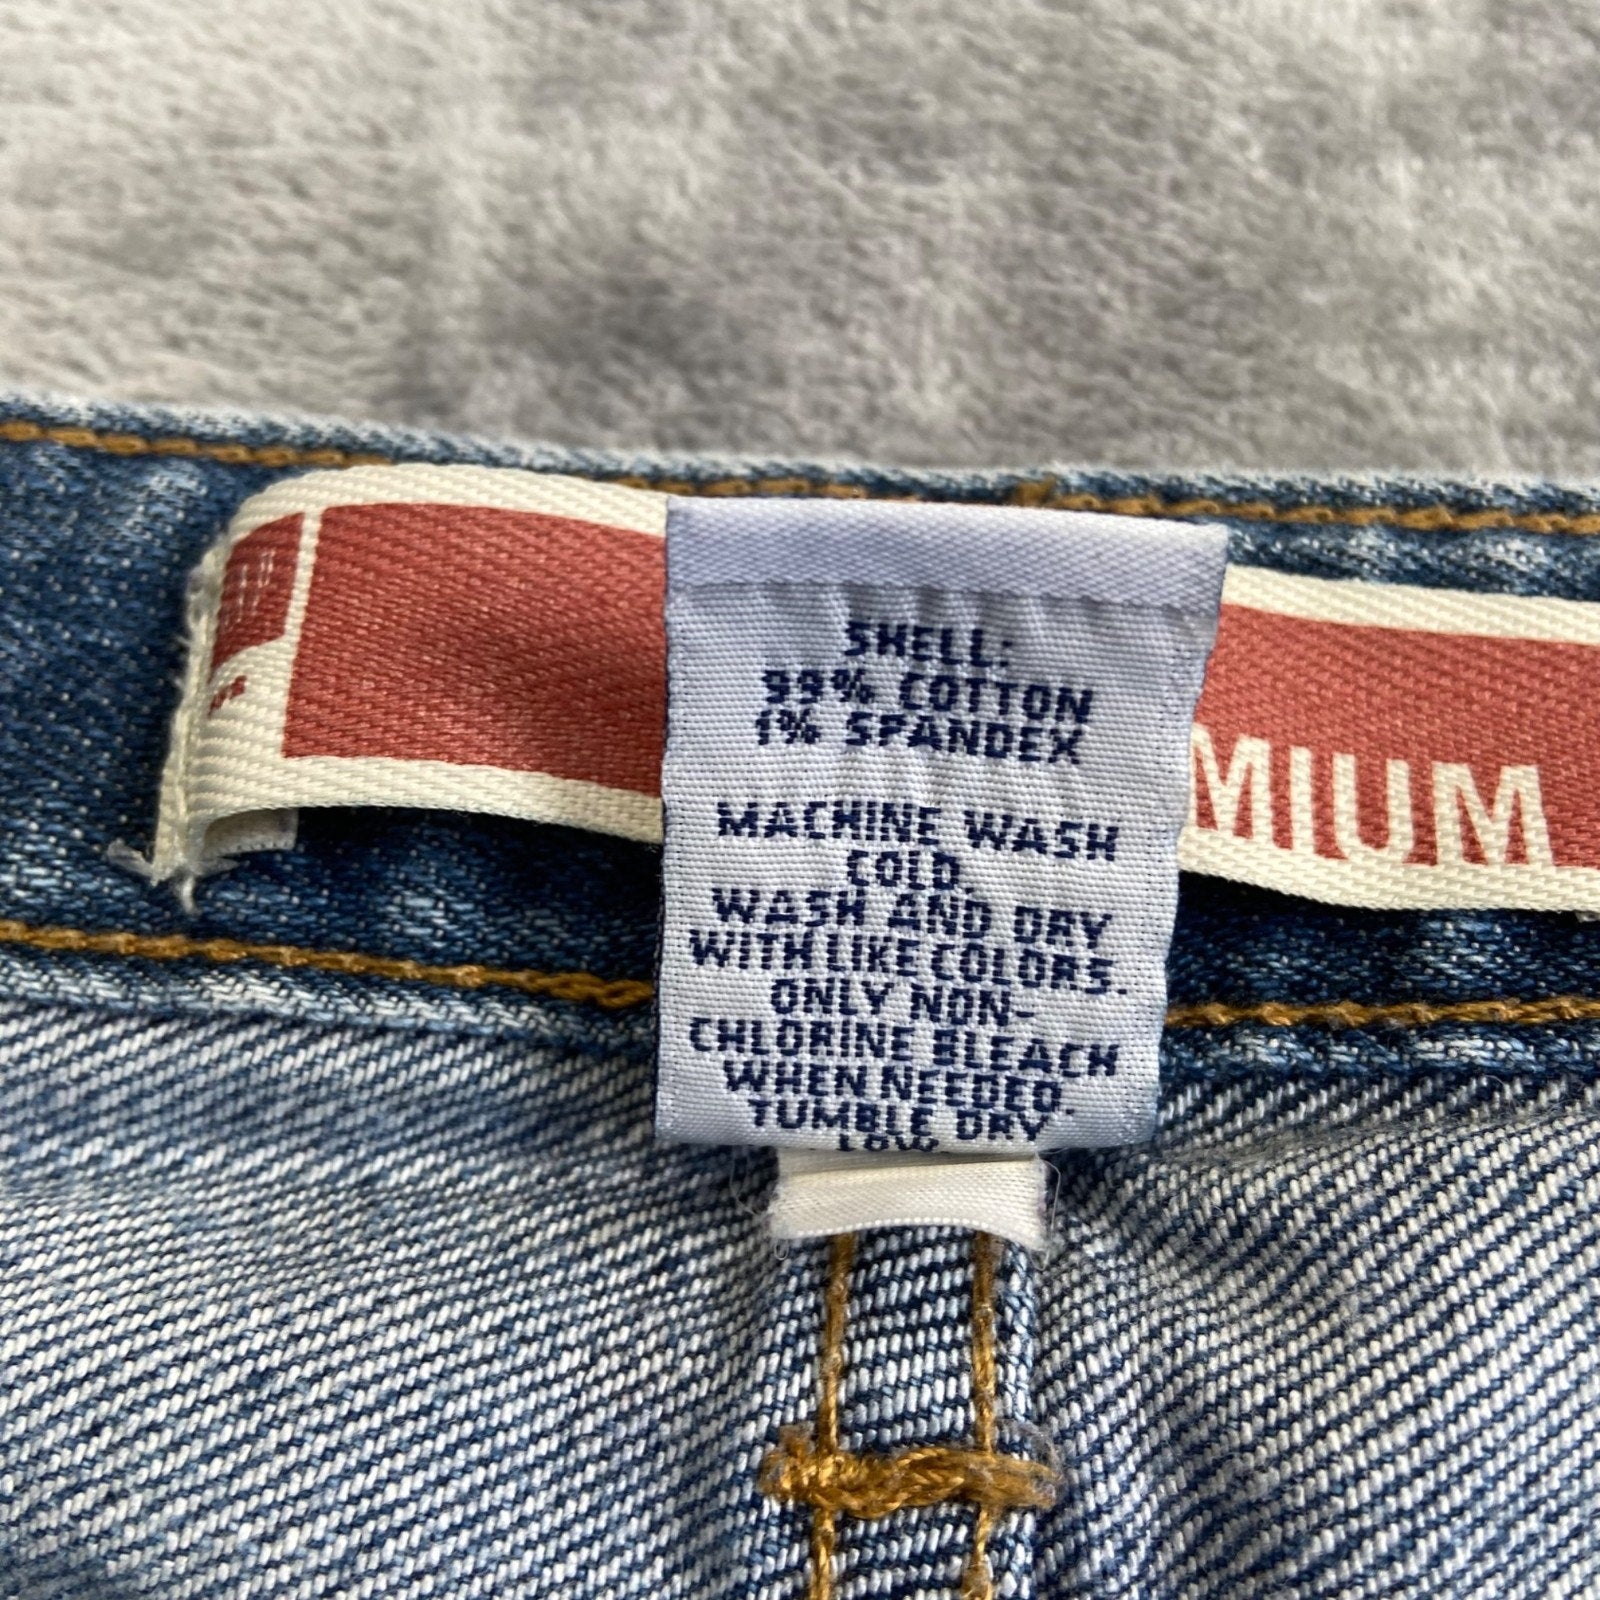 SHELL:
99% COTTON
1% SPANDEX
MACHINE WASH
COLD.
WASH AND DRY
WITH LIKE COLORS.
ONLY NON-
CHLORINE BLEACH
WHEN NEEDED.
TUMBLE DRY
LOW.
MIUM